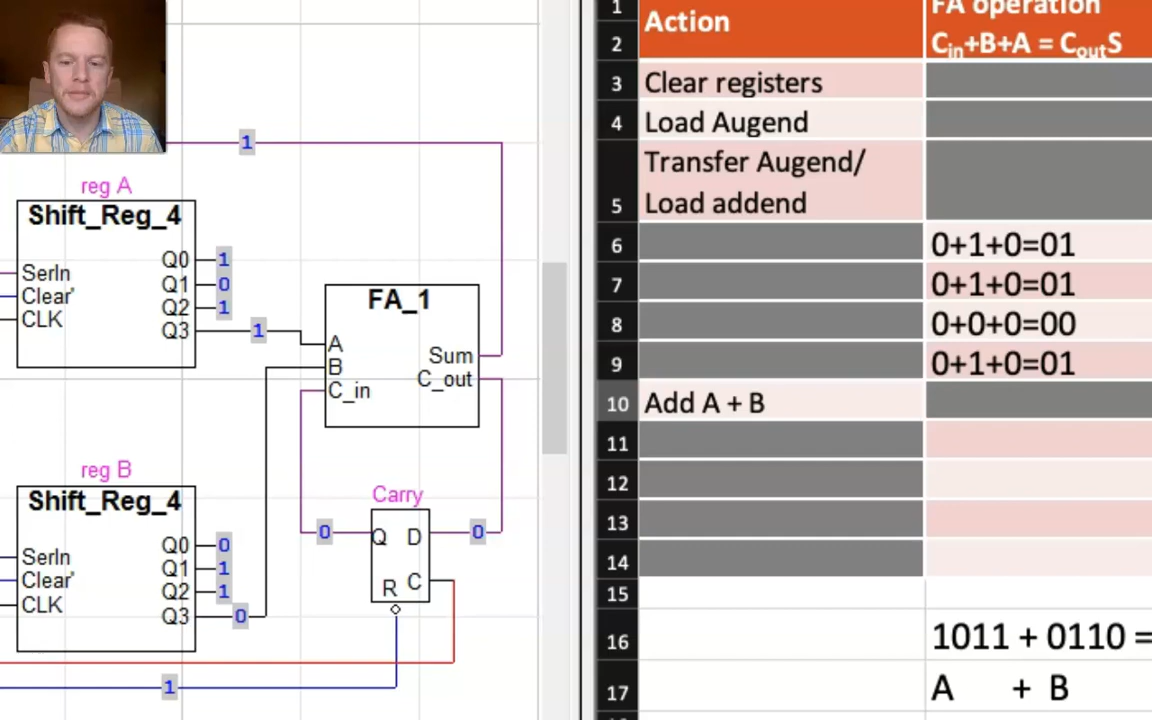 1
reg A
Shift_Reg_4
SerIn
Clear'
CLK
Q0
1
Q1
0
Q2
1
Q3
1
FA_1
A
B
C_in
Sum
C_out
reg B
Shift_Reg_4
SerIn
Clear'
CLK
Q0
0
Q1
1
Q2
1
Q3
0
Carry
0
Q D
0
R C
1
1
2
Action
FA operation
Cin+B+A = CoutS
3 Clear registers
4 Load Augend
5 Transfer Augend/
Load addend
6 0+1+0=01
7 0+1+0=01
8 0+0+0=00
9 0+1+0=01
10 Add A + B
11
12
13
14
15
16 1011 + 0110 =
17 A + B